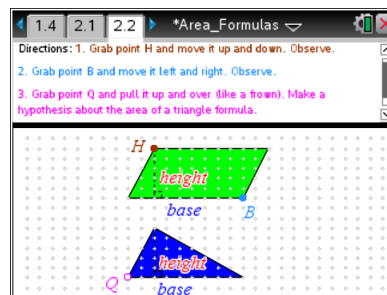 1.4 2.1 2.2 *Area_Formulas
Directions: 1. Grab point H and move it up and down. Observe.
2. Grab point B and move it left and right. Observe.
3. Grab point Q and pull it up and over (like a frown). Make a
hypothesis about the area of a triangle formula.
H
height
base
B
height
Q
base